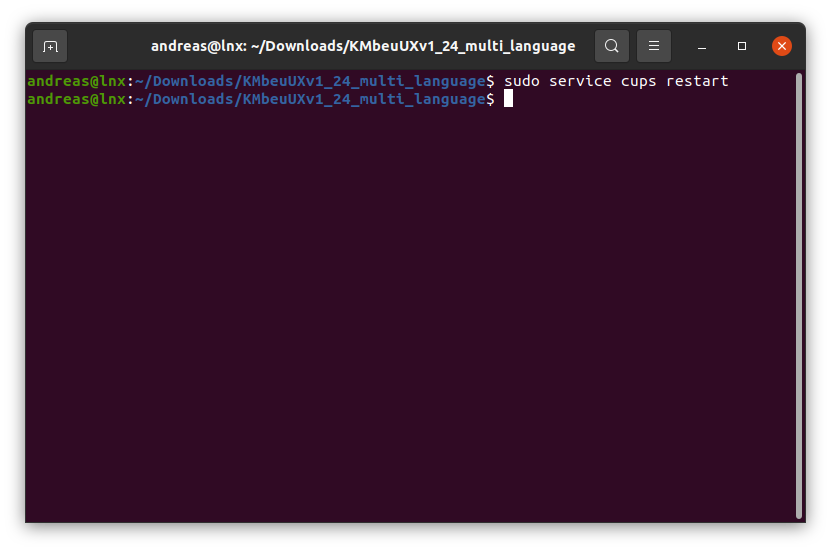 andreas@lnx: ~/Downloads/KMbeuUXv1_24_multi_language
andreas@lnx:~/Downloads/KMbeuUXv1_24_multi_language$ sudo service cups restart
andreas@lnx:~/Downloads/KMbeuUXv1_24_multi_language$